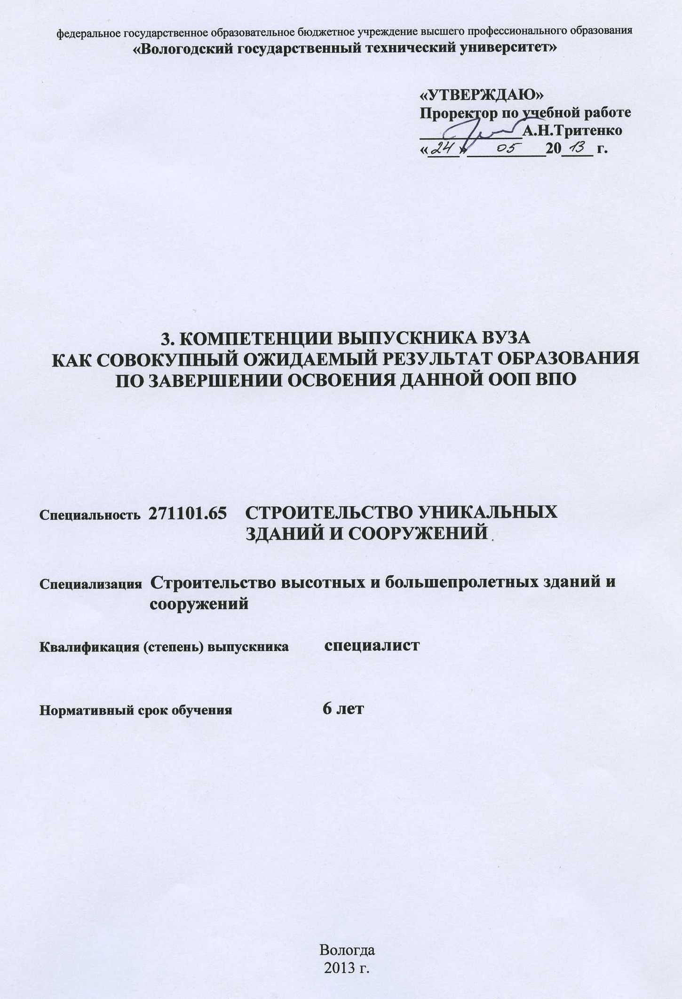 федеральное государственное образовательное бюджетное учреждение высшего профессионального образования
«Вологодский государственный технический университет»
«УТВЕРЖДАЮ»
Проректор по учебной работе
____________А.Н.Тритенко
«24» 05 2013 г.
3. КОМПЕТЕНЦИИ ВЫПУСКНИКА ВУЗА
КАК СОВОКУПНЫЙ ОЖИДАЕМЫЙ РЕЗУЛЬТАТ ОБРАЗОВАНИЯ
ПО ЗАВЕРШЕНИИ ОСВОЕНИЯ ДАННОЙ ООП ВПО
Специальность 271101.65 СТРОИТЕЛЬСТВО УНИКАЛЬНЫХ
ЗДАНИЙ И СООРУЖЕНИЙ
Специализация Строительство высотных и большепролетных зданий и
сооружений
Квалификация (степень) выпускника специалист
Нормативный срок обучения 6 лет
Вологда
2013 г.